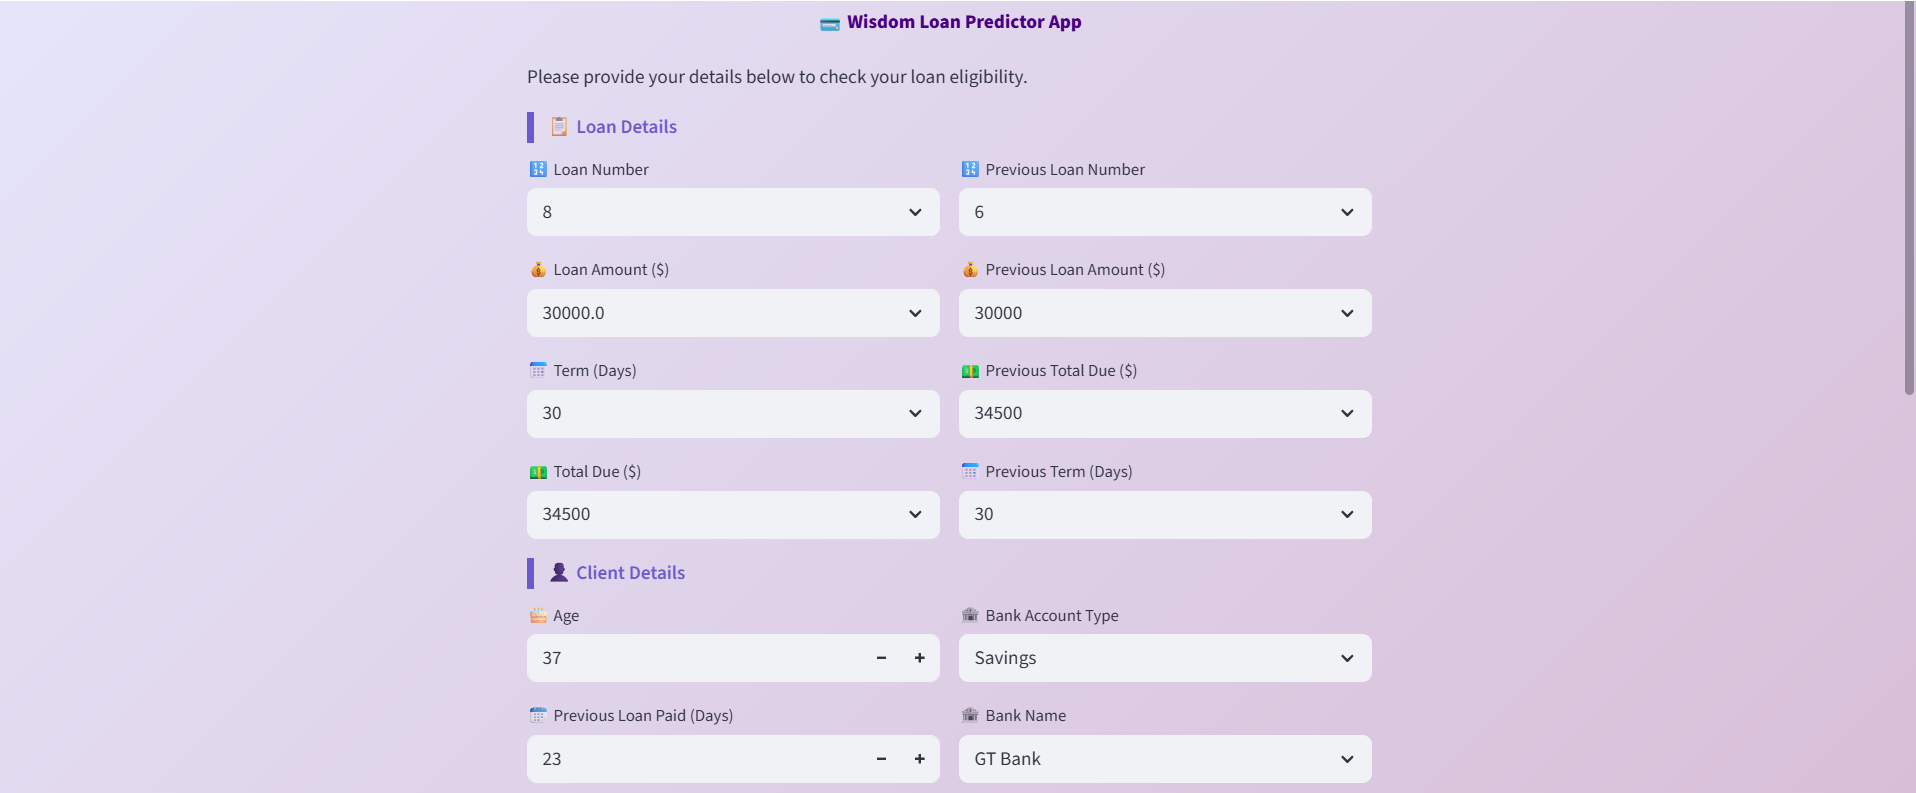 Wisdom Loan Predictor App
Please provide your details below to check your loan eligibility.
Loan Details
Loan Number
8
Previous Loan Number
6
Loan Amount ($)
30000.0
Previous Loan Amount ($)
30000
Term (Days)
30
Previous Total Due ($)
34500
Total Due ($)
34500
Previous Term (Days)
30
Client Details
Age
37
Bank Account Type
Savings
Previous Loan Paid (Days)
23
Bank Name
GT Bank